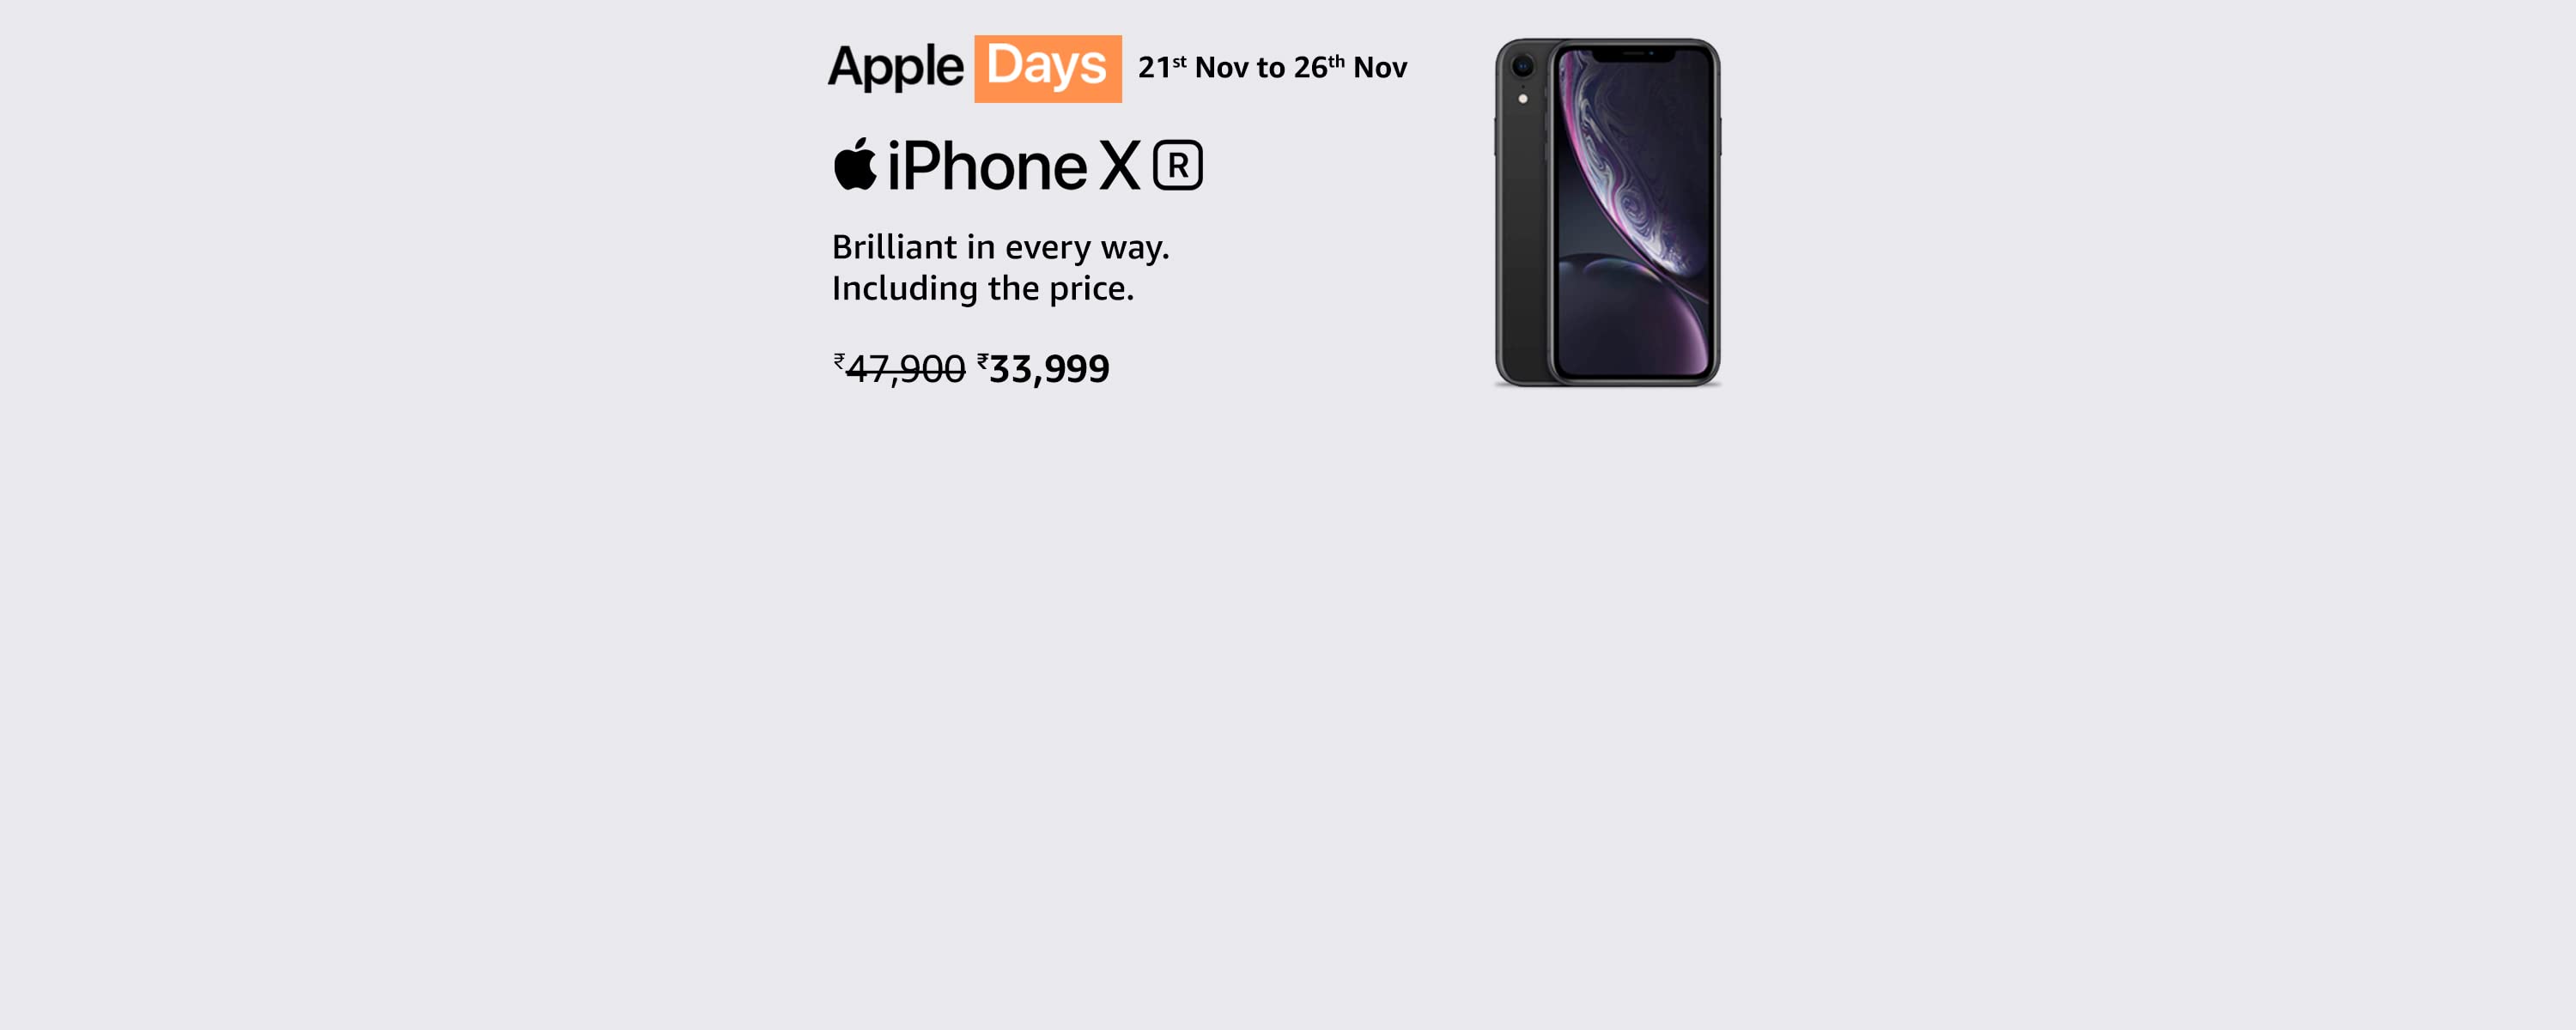 Apple Days 21st Nov to 26th Nov
iPhone XR
Brilliant in every way.
Including the price.
₹47,900 ₹33,999